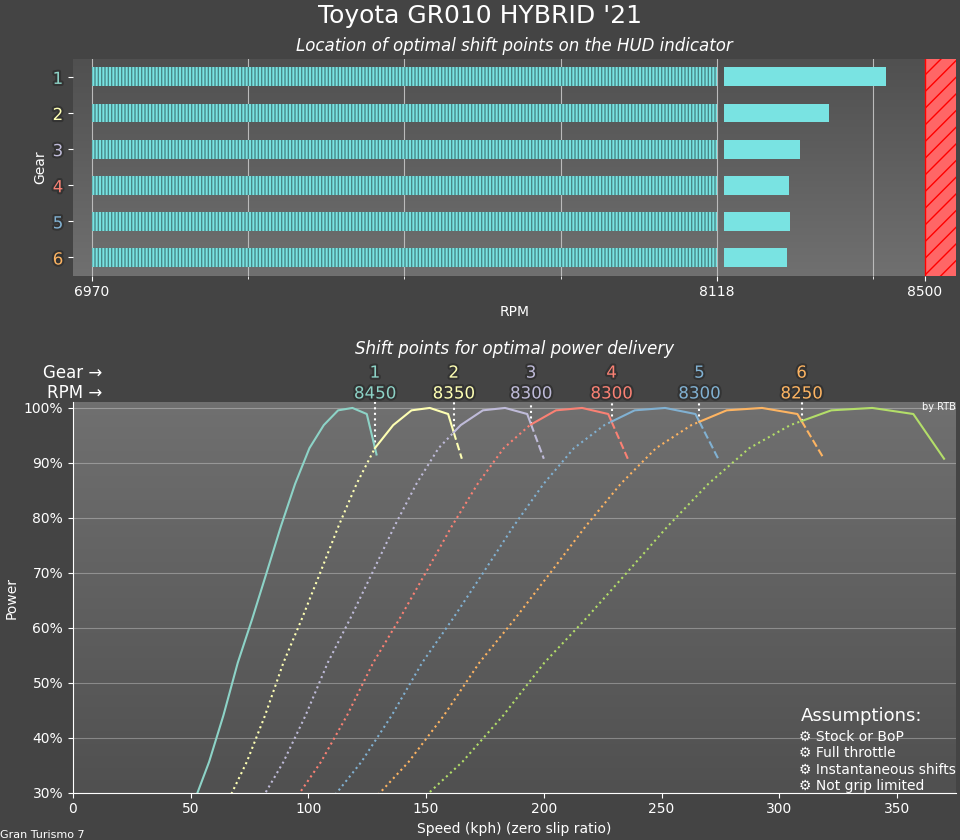 Toyota GR010 HYBRID '21
Location of optimal shift points on the HUD indicator
Gear
1
2
3
4
5
6
6970 8118 8500
RPM
Shift points for optimal power delivery
Gear → 1 2 3 4 5 6
RPM → 8450 8350 8300 8300 8300 8250
by RTB
Power
100%
90%
80%
70%
60%
50%
40%
30%
Assumptions:
⚙ Stock or BoP
⚙ Full throttle
⚙ Instantaneous shifts
⚙ Not grip limited
0 50 100 150 200 250 300 350
Speed (kph) (zero slip ratio)
Gran Turismo 7